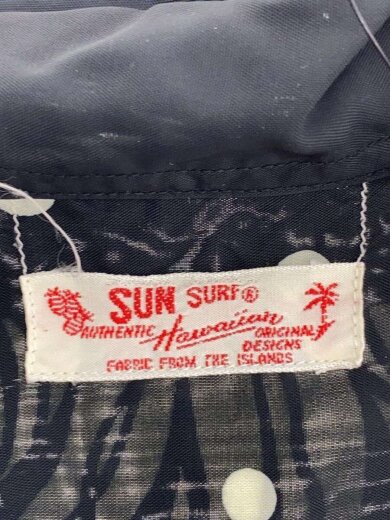 SUN SURF®
AUTHENTIC Hawaiian ORIGINAL
DESIGNS
FABRIC FROM THE ISLANDS